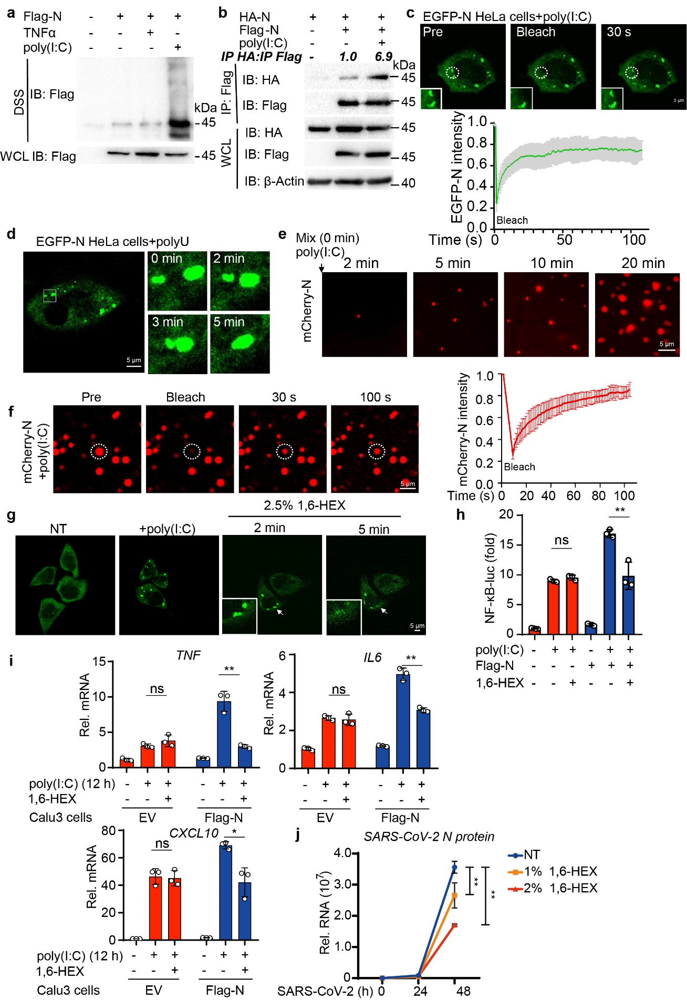 a
Flag-N - + + +
TNFα - - + -
poly(I:C) - - - +
DSS
IB: Flag
kDa
45
WCL IB: Flag
45
b
HA-N + + +
Flag-N - + +
poly(I:C) - - +
IP HA:IP Flag - 1.0 6.9
kDa
IP: Flag
IB: HA
45
IB: Flag
45
WCL
IB: HA
45
IB: Flag
45
IB: β-Actin
40
c
EGFP-N HeLa cells+poly(I:C)
Pre Bleach 30 s
5 μm
EGFP-N intensity
1.0
0.8
0.6
0.4
0.2
0.0
Bleach
Time (s) 0 50 100
d
EGFP-N HeLa cells+polyU
0 min 2 min
3 min 5 min
5 μm
e
Mix (0 min)
poly(I:C)
2 min 5 min 10 min 20 min
mCherry-N
5 μm
f
Pre Bleach 30 s 100 s
mCherry-N
+poly(I:C)
5 μm
mCherry-N intensity
1.0
0.8
0.6
0.4
0.2
0.0
Bleach
Time (s) 0 20 40 60 80 100
g
2.5% 1,6-HEX
NT +poly(I:C) 2 min 5 min
5 μm
h
NF-κB-luc (fold)
20
15
10
5
0
ns
**
poly(I:C) - + + - + +
Flag-N - - - + + +
1,6-HEX - - + - - +
i
TNF
Rel. mRNA
15
10
5
0
ns
**
IL6
Rel. mRNA
6
4
2
0
ns
**
poly(I:C) (12 h) - + + - + + - + + - + +
1,6-HEX - - + - - + - - + - - +
Calu3 cells EV Flag-N EV Flag-N
CXCL10
Rel. mRNA
80
60
40
20
0
ns
*
poly(I:C) (12 h) - + + - + +
1,6-HEX - - + - - +
Calu3 cells EV Flag-N
j
SARS-CoV-2 N protein
Rel. RNA (10⁷)
4.0
3.0
2.0
1.0
0
**
**
NT
1% 1,6-HEX
2% 1,6-HEX
SARS-CoV-2 (h) 0 24 48